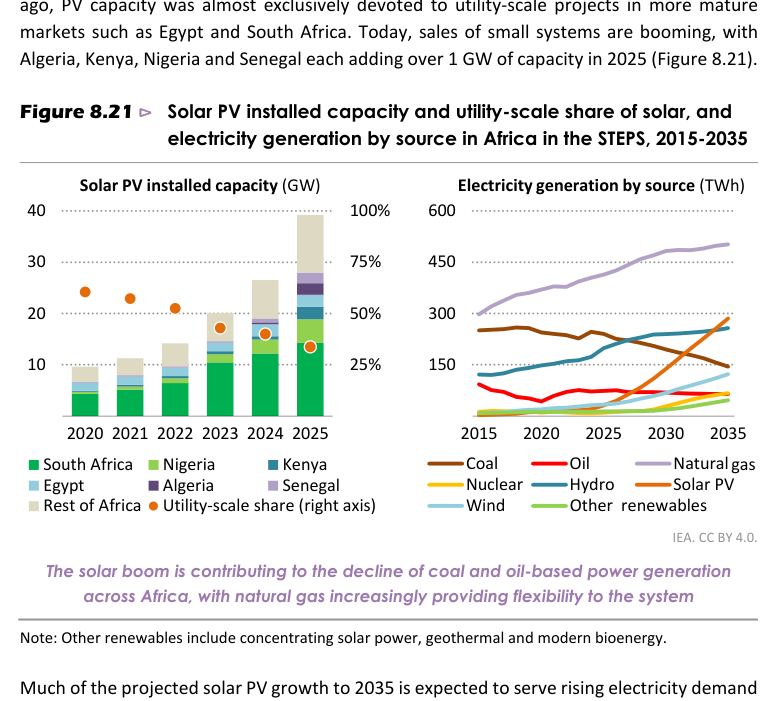 ago, PV capacity was almost exclusively devoted to utility-scale projects in more mature
markets such as Egypt and South Africa. Today, sales of small systems are booming, with
Algeria, Kenya, Nigeria and Senegal each adding over 1 GW of capacity in 2025 (Figure 8.21).
Figure 8.21 ▻ Solar PV installed capacity and utility-scale share of solar, and
electricity generation by source in Africa in the STEPS, 2015-2035
Solar PV installed capacity (GW)
40 100%
30 75%
20 50%
10 25%
2020 2021 2022 2023 2024 2025
South Africa Nigeria Kenya
Egypt Algeria Senegal
Rest of Africa Utility-scale share (right axis)
Electricity generation by source (TWh)
600
450
300
150
2015 2020 2025 2030 2035
Coal Oil Natural gas
Nuclear Hydro Solar PV
Wind Other renewables
IEA. CC BY 4.0.
The solar boom is contributing to the decline of coal and oil-based power generation
across Africa, with natural gas increasingly providing flexibility to the system
Note: Other renewables include concentrating solar power, geothermal and modern bioenergy.
Much of the projected solar PV growth to 2035 is expected to serve rising electricity demand